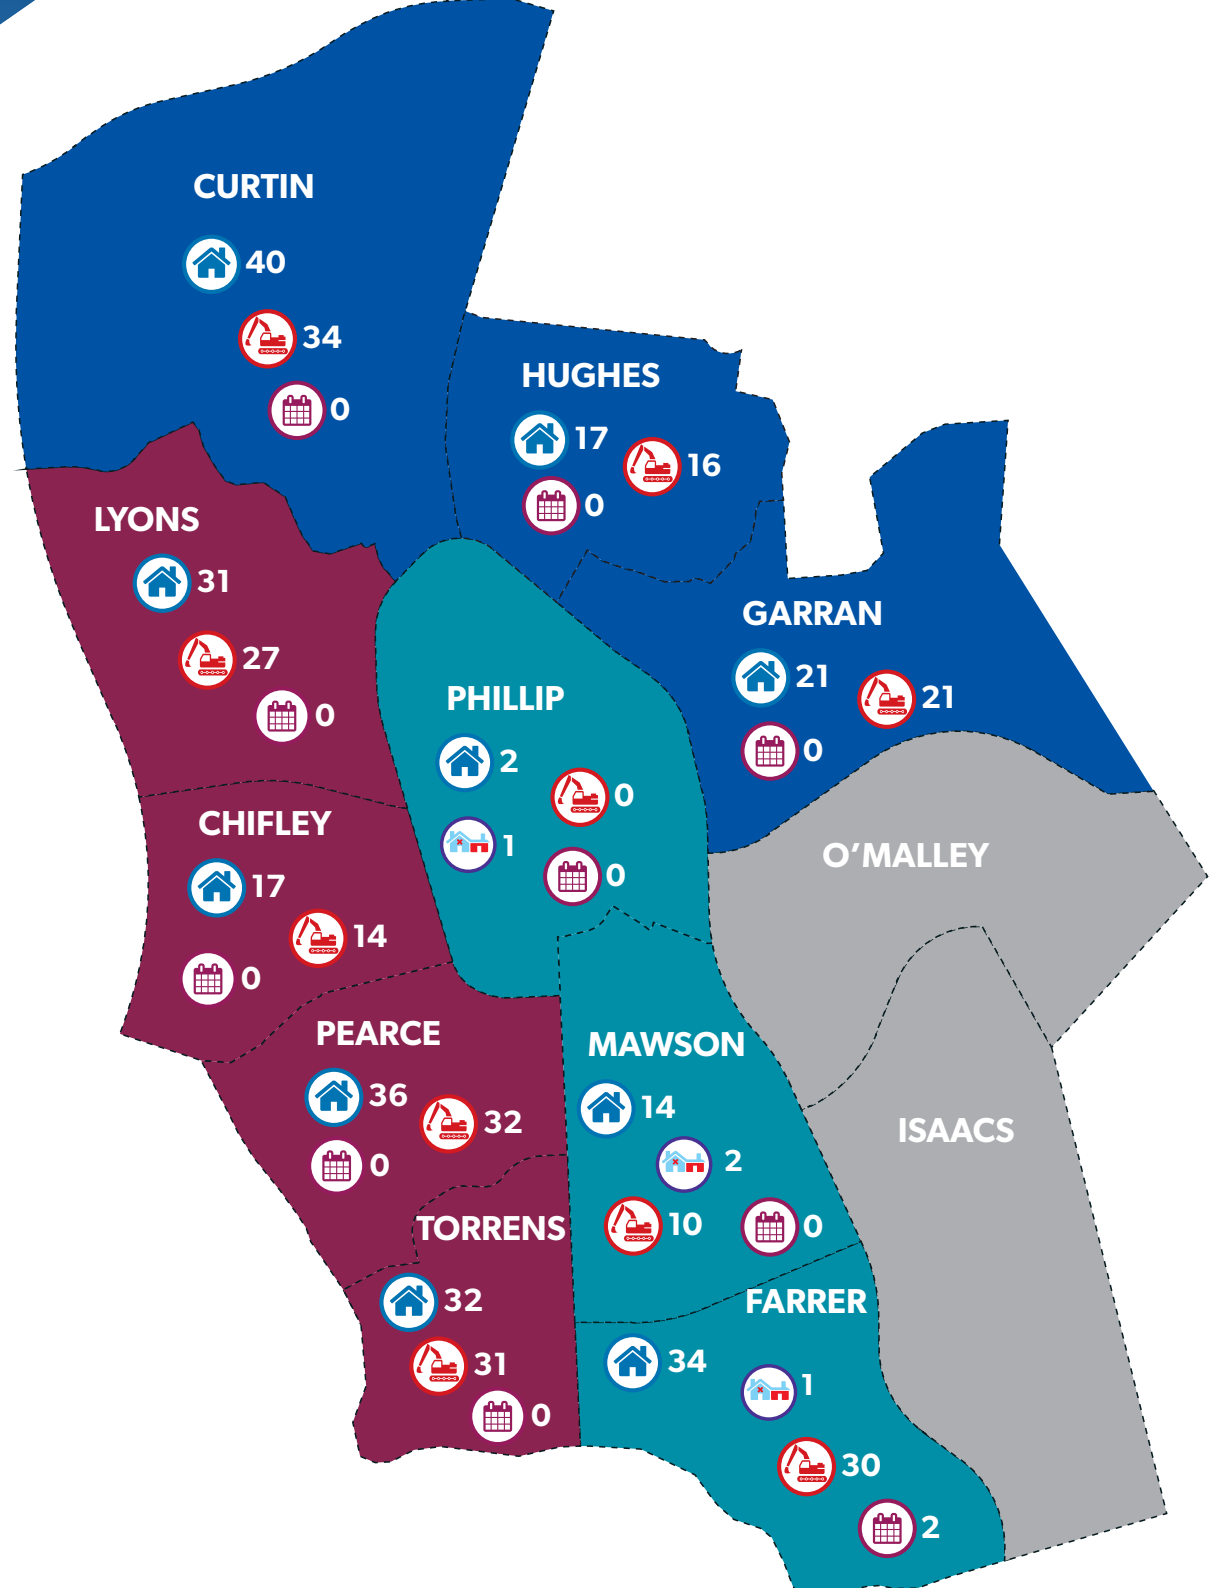 CURTIN
40
34
0
HUGHES
17
16
0
LYONS
31
27
0
GARRAN
21
21
0
PHILLIP
2
0
1
0
CHIFLEY
17
14
0
O’MALLEY
PEARCE
36
32
0
MAWSON
14
2
10
0
ISAACS
TORRENS
32
31
0
FARRER
34
1
30
2